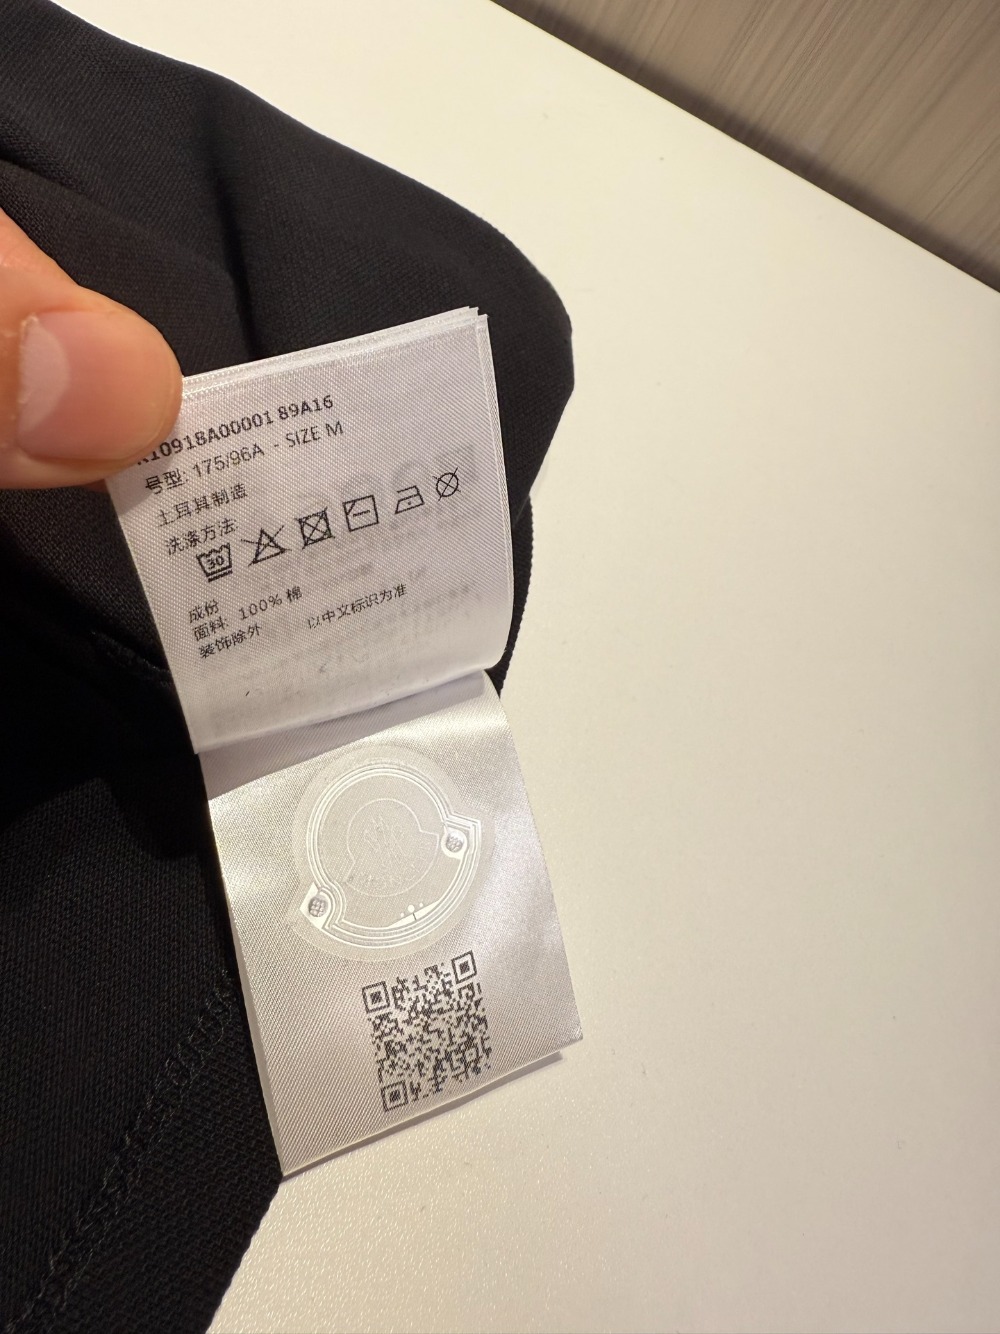 10918A00001 89A16
号型: 175/96A - SIZE M
土耳其制造
洗涤方法:
30
成份
面料: 100% 棉
装饰除外 以中文标识为准